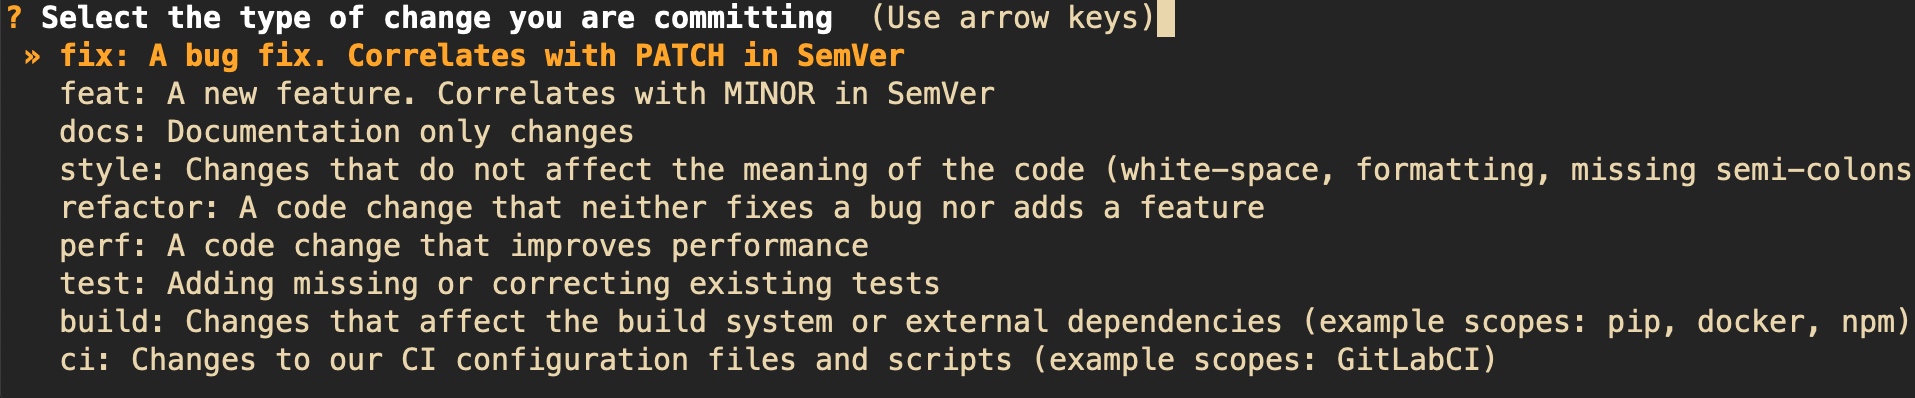 ? Select the type of change you are committing (Use arrow keys)
» fix: A bug fix. Correlates with PATCH in SemVer
feat: A new feature. Correlates with MINOR in SemVer
docs: Documentation only changes
style: Changes that do not affect the meaning of the code (white-space, formatting, missing semi-colons
refactor: A code change that neither fixes a bug nor adds a feature
perf: A code change that improves performance
test: Adding missing or correcting existing tests
build: Changes that affect the build system or external dependencies (example scopes: pip, docker, npm)
ci: Changes to our CI configuration files and scripts (example scopes: GitLabCI)